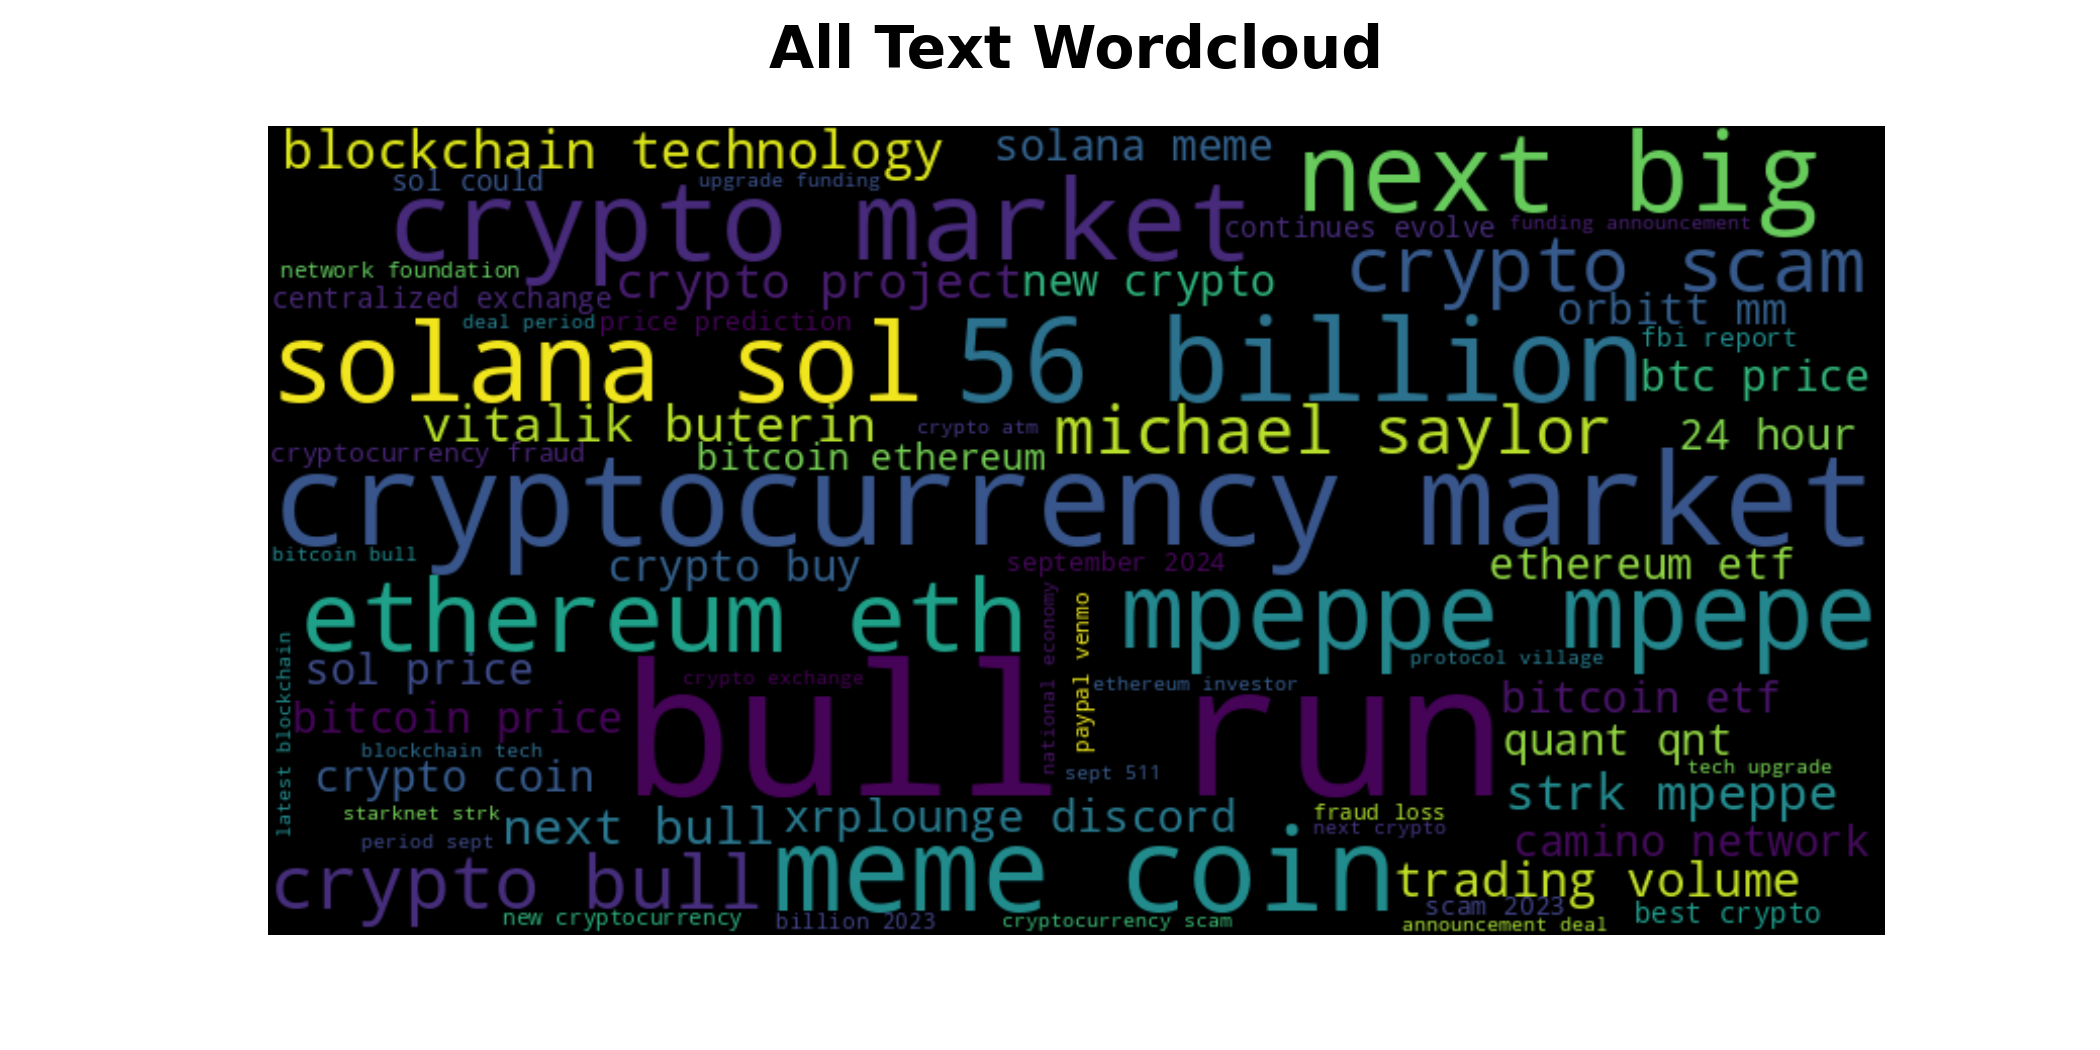 All Text Wordcloud
blockchain technology
solana meme
next big
sol could
upgrade funding
crypto market
continues evolve
funding announcement
network foundation
crypto project
new crypto
crypto scam
centralized exchange
orbitt mm
deal period
price prediction
solana sol
56 billion
fbi report
btc price
vitalik buterin
crypto atm
michael saylor
24 hour
cryptocurrency fraud
bitcoin ethereum
cryptocurrency market
bitcoin bull
crypto buy
september 2024
ethereum etf
ethereum eth
national economy
paypal venmo
mpeppe mpepe
latest blockchain
sol price
crypto exchange
protocol village
ethereum investor
bitcoin price
bull run
bitcoin etf
blockchain tech
quant qnt
crypto coin
sept 511
tech upgrade
strk mpeppe
starknet strk
next bull
xrplounge discord
fraud loss
next crypto
period sept
camino network
crypto bull
meme coin
trading volume
new cryptocurrency
billion 2023
cryptocurrency scam
scam 2023
best crypto
announcement deal